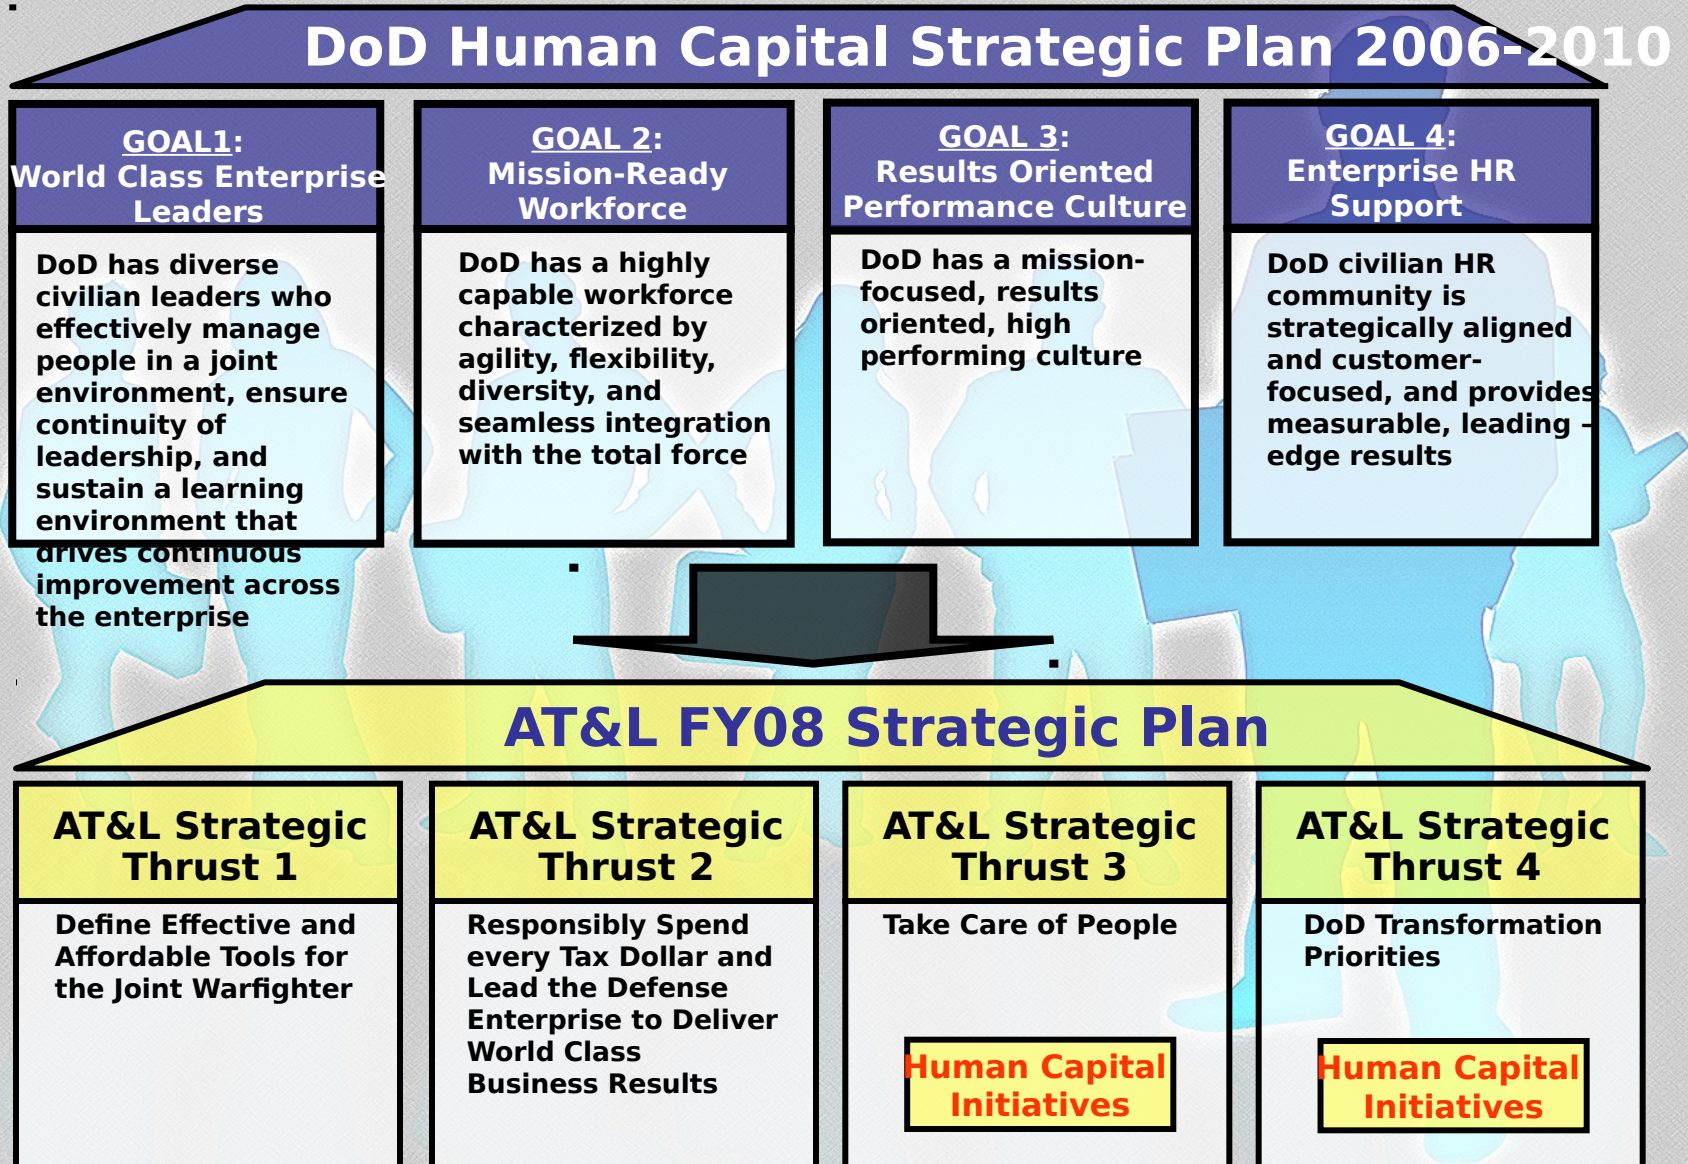 DoD Human Capital Strategic Plan 2006-2010
GOAL1:
World Class Enterprise
Leaders
DoD has diverse
civilian leaders who
effectively manage
people in a joint
environment, ensure
continuity of
leadership, and
sustain a learning
environment that
drives continuous
improvement across
the enterprise
GOAL 2:
Mission-Ready
Workforce
DoD has a highly
capable workforce
characterized by
agility, flexibility,
diversity, and
seamless integration
with the total force
GOAL 3:
Results Oriented
Performance Culture
DoD has a mission-
focused, results
oriented, high
performing culture
GOAL 4:
Enterprise HR
Support
DoD civilian HR
community is
strategically aligned
and customer-
focused, and provides
measurable, leading –
edge results
AT&L FY08 Strategic Plan
AT&L Strategic
Thrust 1
Define Effective and
Affordable Tools for
the Joint Warfighter
AT&L Strategic
Thrust 2
Responsibly Spend
every Tax Dollar and
Lead the Defense
Enterprise to Deliver
World Class
Business Results
AT&L Strategic
Thrust 3
Take Care of People
Human Capital
Initiatives
AT&L Strategic
Thrust 4
DoD Transformation
Priorities
Human Capital
Initiatives